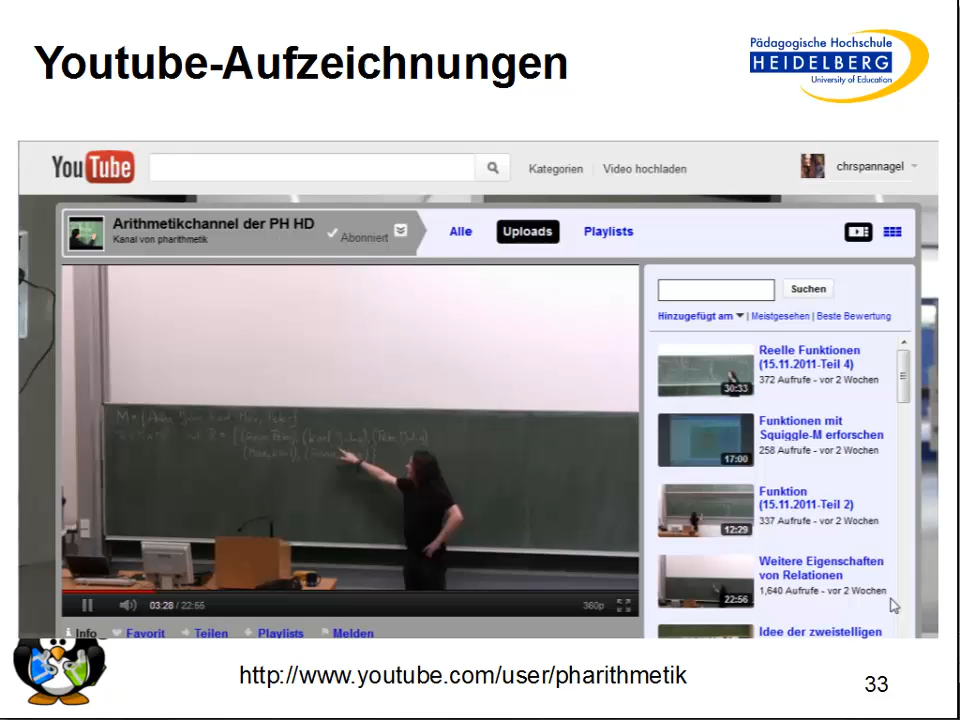 Youtube-Aufzeichnungen
Pädagogische Hochschule
HEIDELBERG
University of Education
YouTube
Kategorien | Video hochladen
chrspannagel
Arithmetikchannel der PH HD
Kanal von pharithmetik
Abonniert
Alle Uploads Playlists
Suchen
Hinzugefügt am | Meistgesehen | Beste Bewertung
Reelle Funktionen
(15.11.2011-Teil 4)
372 Aufrufe - vor 2 Wochen
30:33
Funktionen mit
Squiggle-M erforschen
258 Aufrufe - vor 2 Wochen
17:00
Funktion
(15.11.2011-Teil 2)
337 Aufrufe - vor 2 Wochen
12:29
Weitere Eigenschaften
von Relationen
1,640 Aufrufe - vor 2 Wochen
22:56
Idee der zweistelligen
03:28 / 22:55
360p
Info Favorit Teilen Playlists Melden
http://www.youtube.com/user/pharithmetik
33